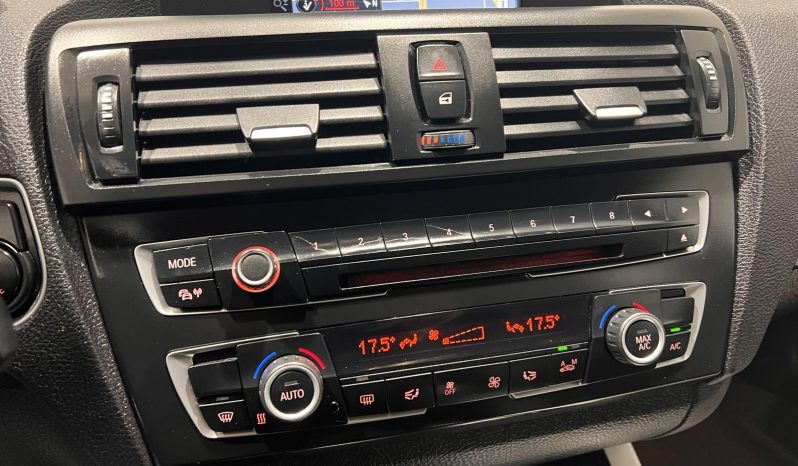 100 m N
1 2 3 4 5 6 7 8
MODE
17.5° 17.5°
MAX A/C
A/C
AUTO
OFF
A M